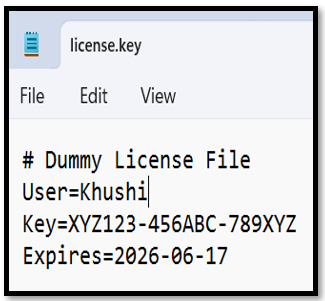 license.key
File Edit View
# Dummy License File
User=Khushi
Key=XYZ123-456ABC-789XYZ
Expires=2026-06-17